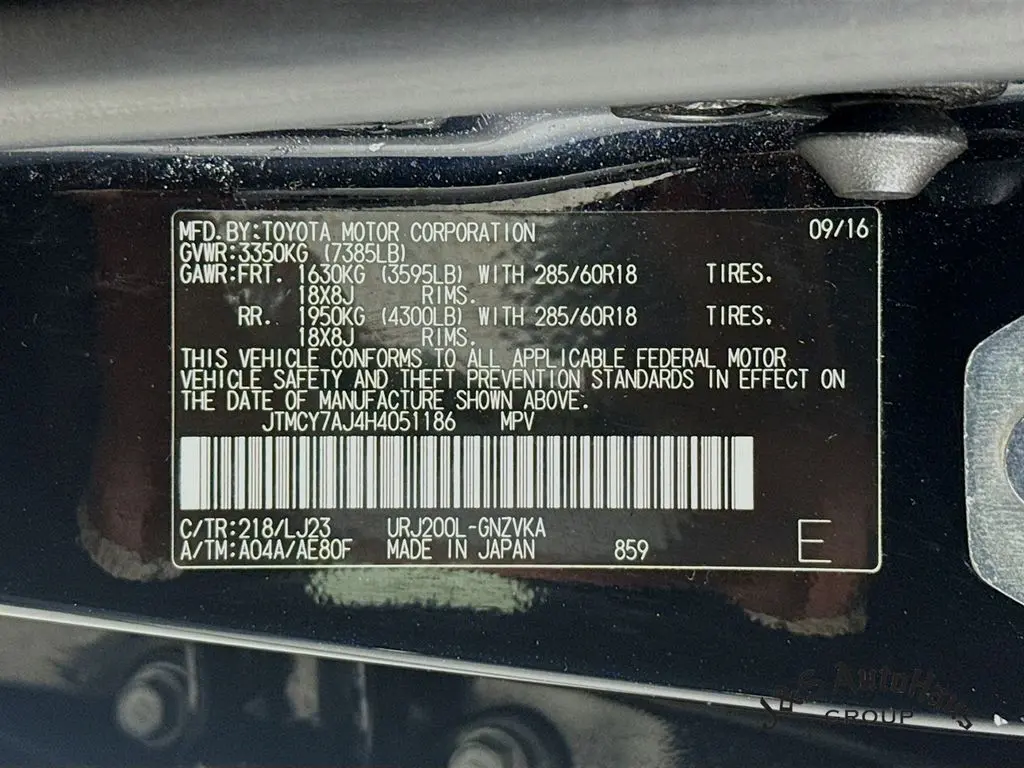 MFD.BY:TOYOTA MOTOR CORPORATION 09/16
GVWR:3350KG (7385LB)
GAWR:FRT. 1630KG (3595LB) WITH 285/60R18 TIRES.
18X8J RIMS.
RR. 1950KG (4300LB) WITH 285/60R18 TIRES.
18X8J RIMS.
THIS VEHICLE CONFORMS TO ALL APPLICABLE FEDERAL MOTOR
VEHICLE SAFETY AND THEFT PREVENTION STANDARDS IN EFFECT ON
THE DATE OF MANUFACTURE SHOWN ABOVE.
JTMCY7AJ4H4051186 MPV
C/TR:218/LJ23 URJ200L-GNZVKA
A/TM:A04A/AE80F MADE IN JAPAN 859 E
AutoHaus
GROUP